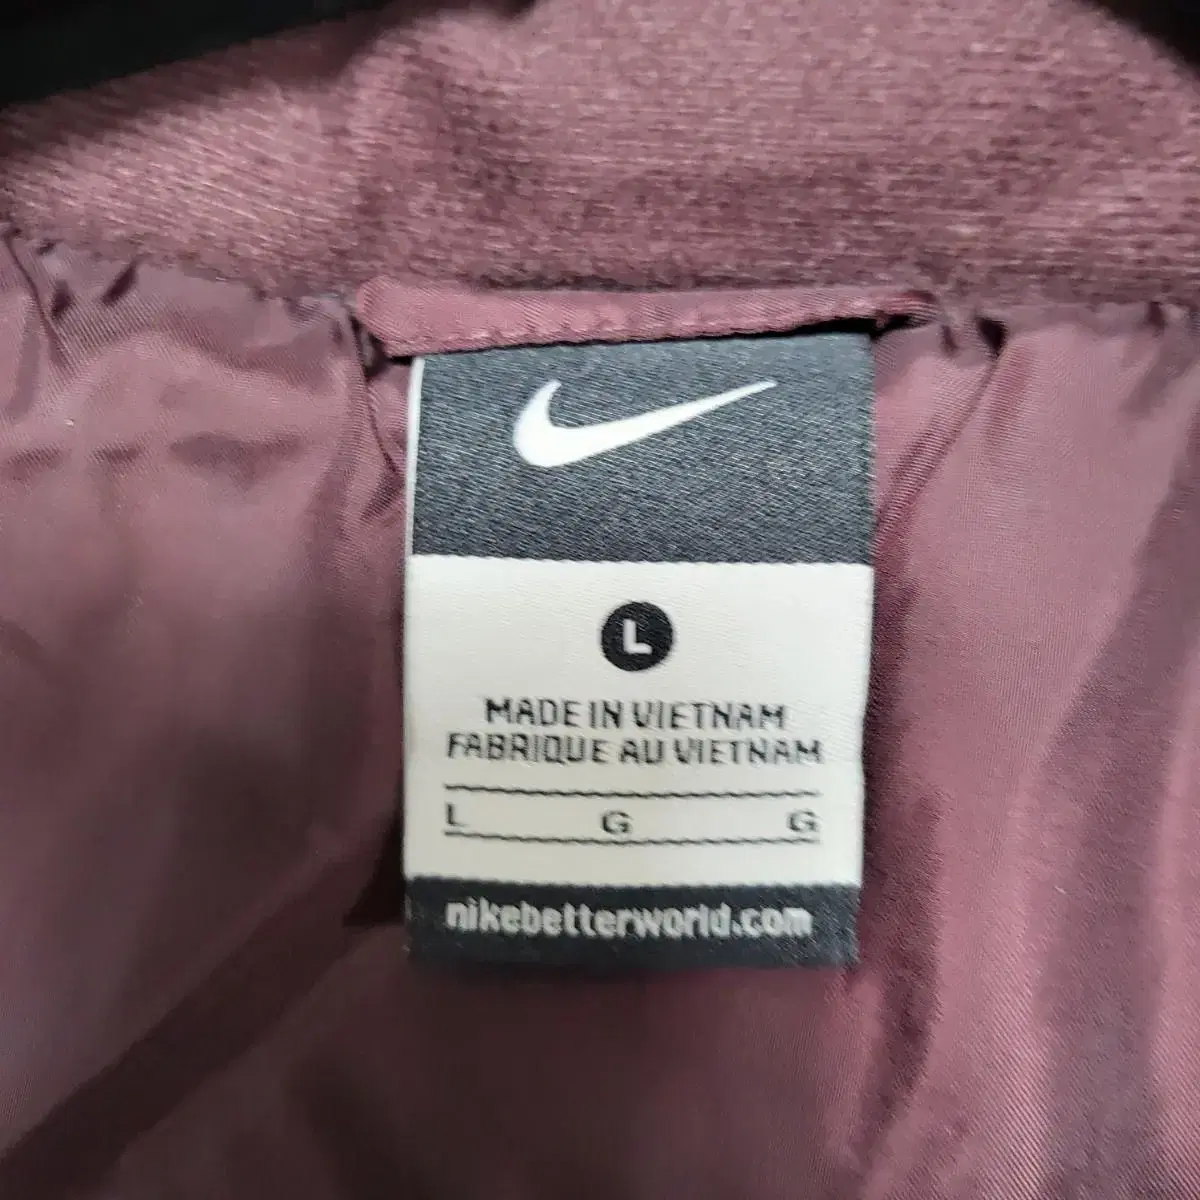 L
MADE IN VIETNAM
FABRIQUE AU VIETNAM
L G G
nikebetterworld.com